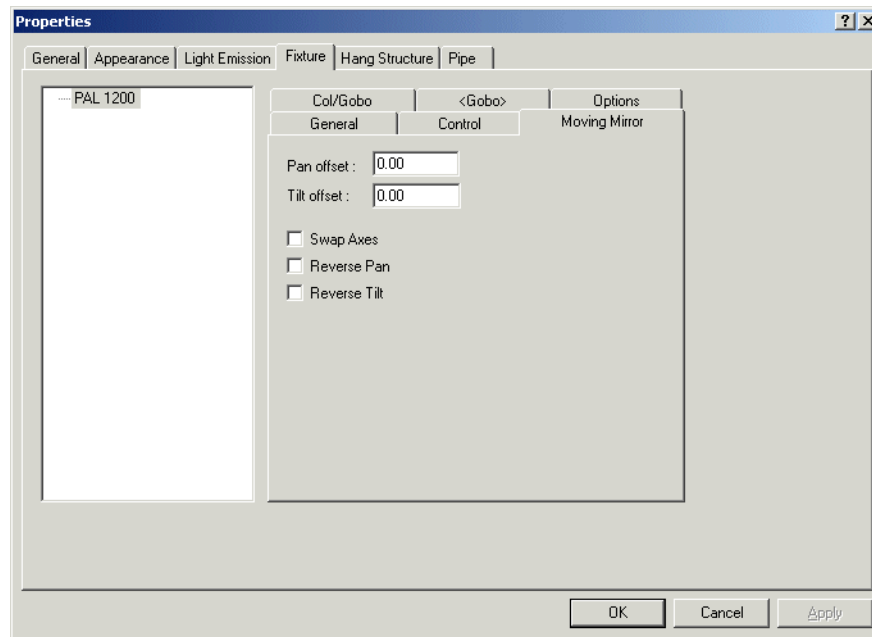 Properties
General Appearance Light Emission Fixture Hang Structure Pipe
PAL 1200
Col/Gobo <Gobo> Options
General Control Moving Mirror
Pan offset : 0.00
Tilt offset : 0.00
Swap Axes
Reverse Pan
Reverse Tilt
OK Cancel Apply